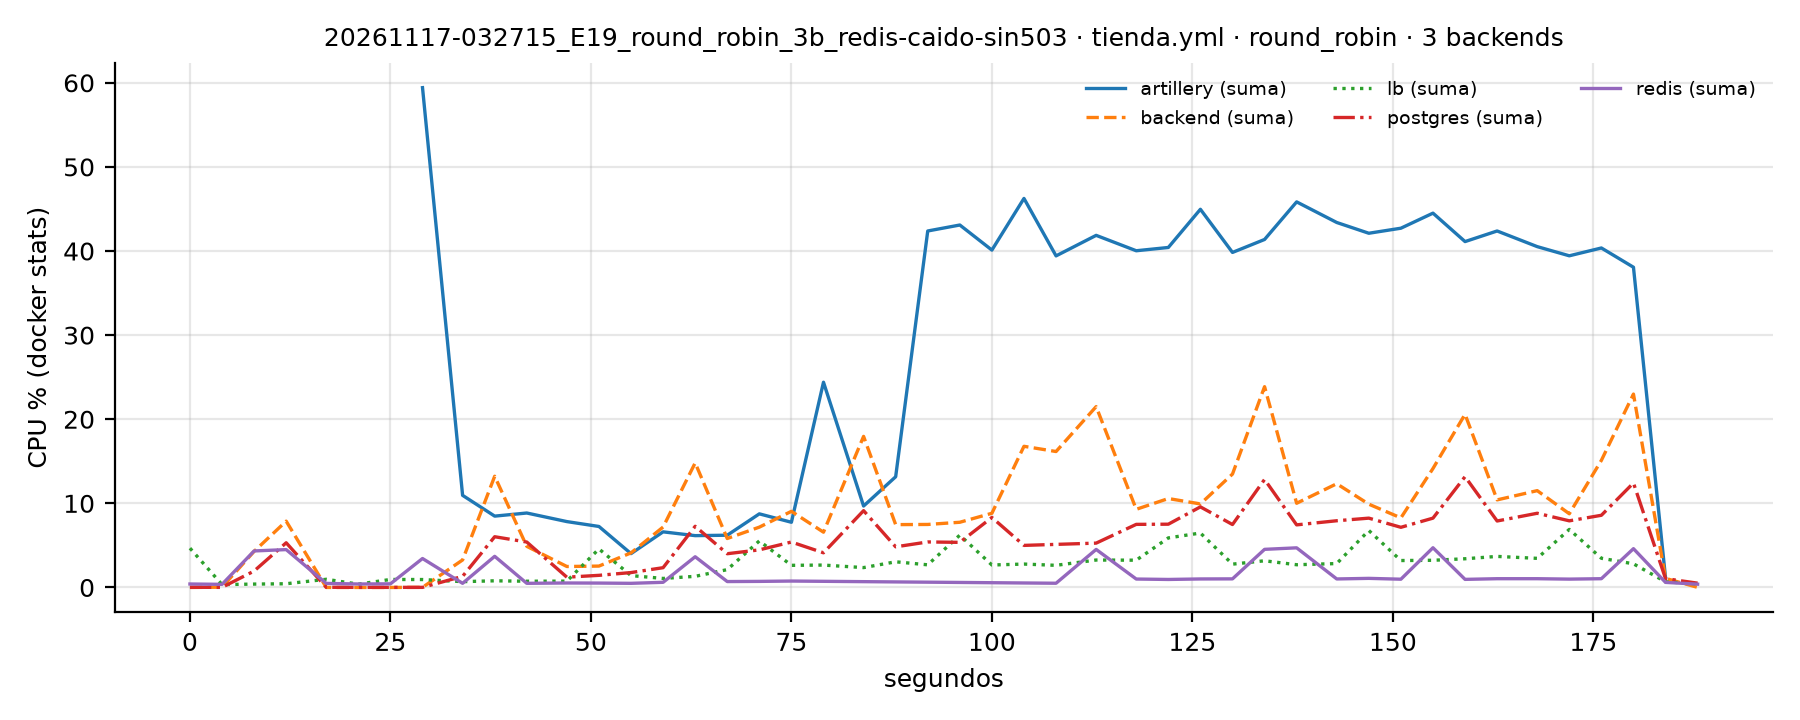 20261117-032715_E19_round_robin_3b_redis-caido-sin503 · tienda.yml · round_robin · 3 backends
artillery (suma)
backend (suma)
lb (suma)
postgres (suma)
redis (suma)
CPU % (docker stats)
60
50
40
30
20
10
0
0 25 50 75 100 125 150 175
segundos